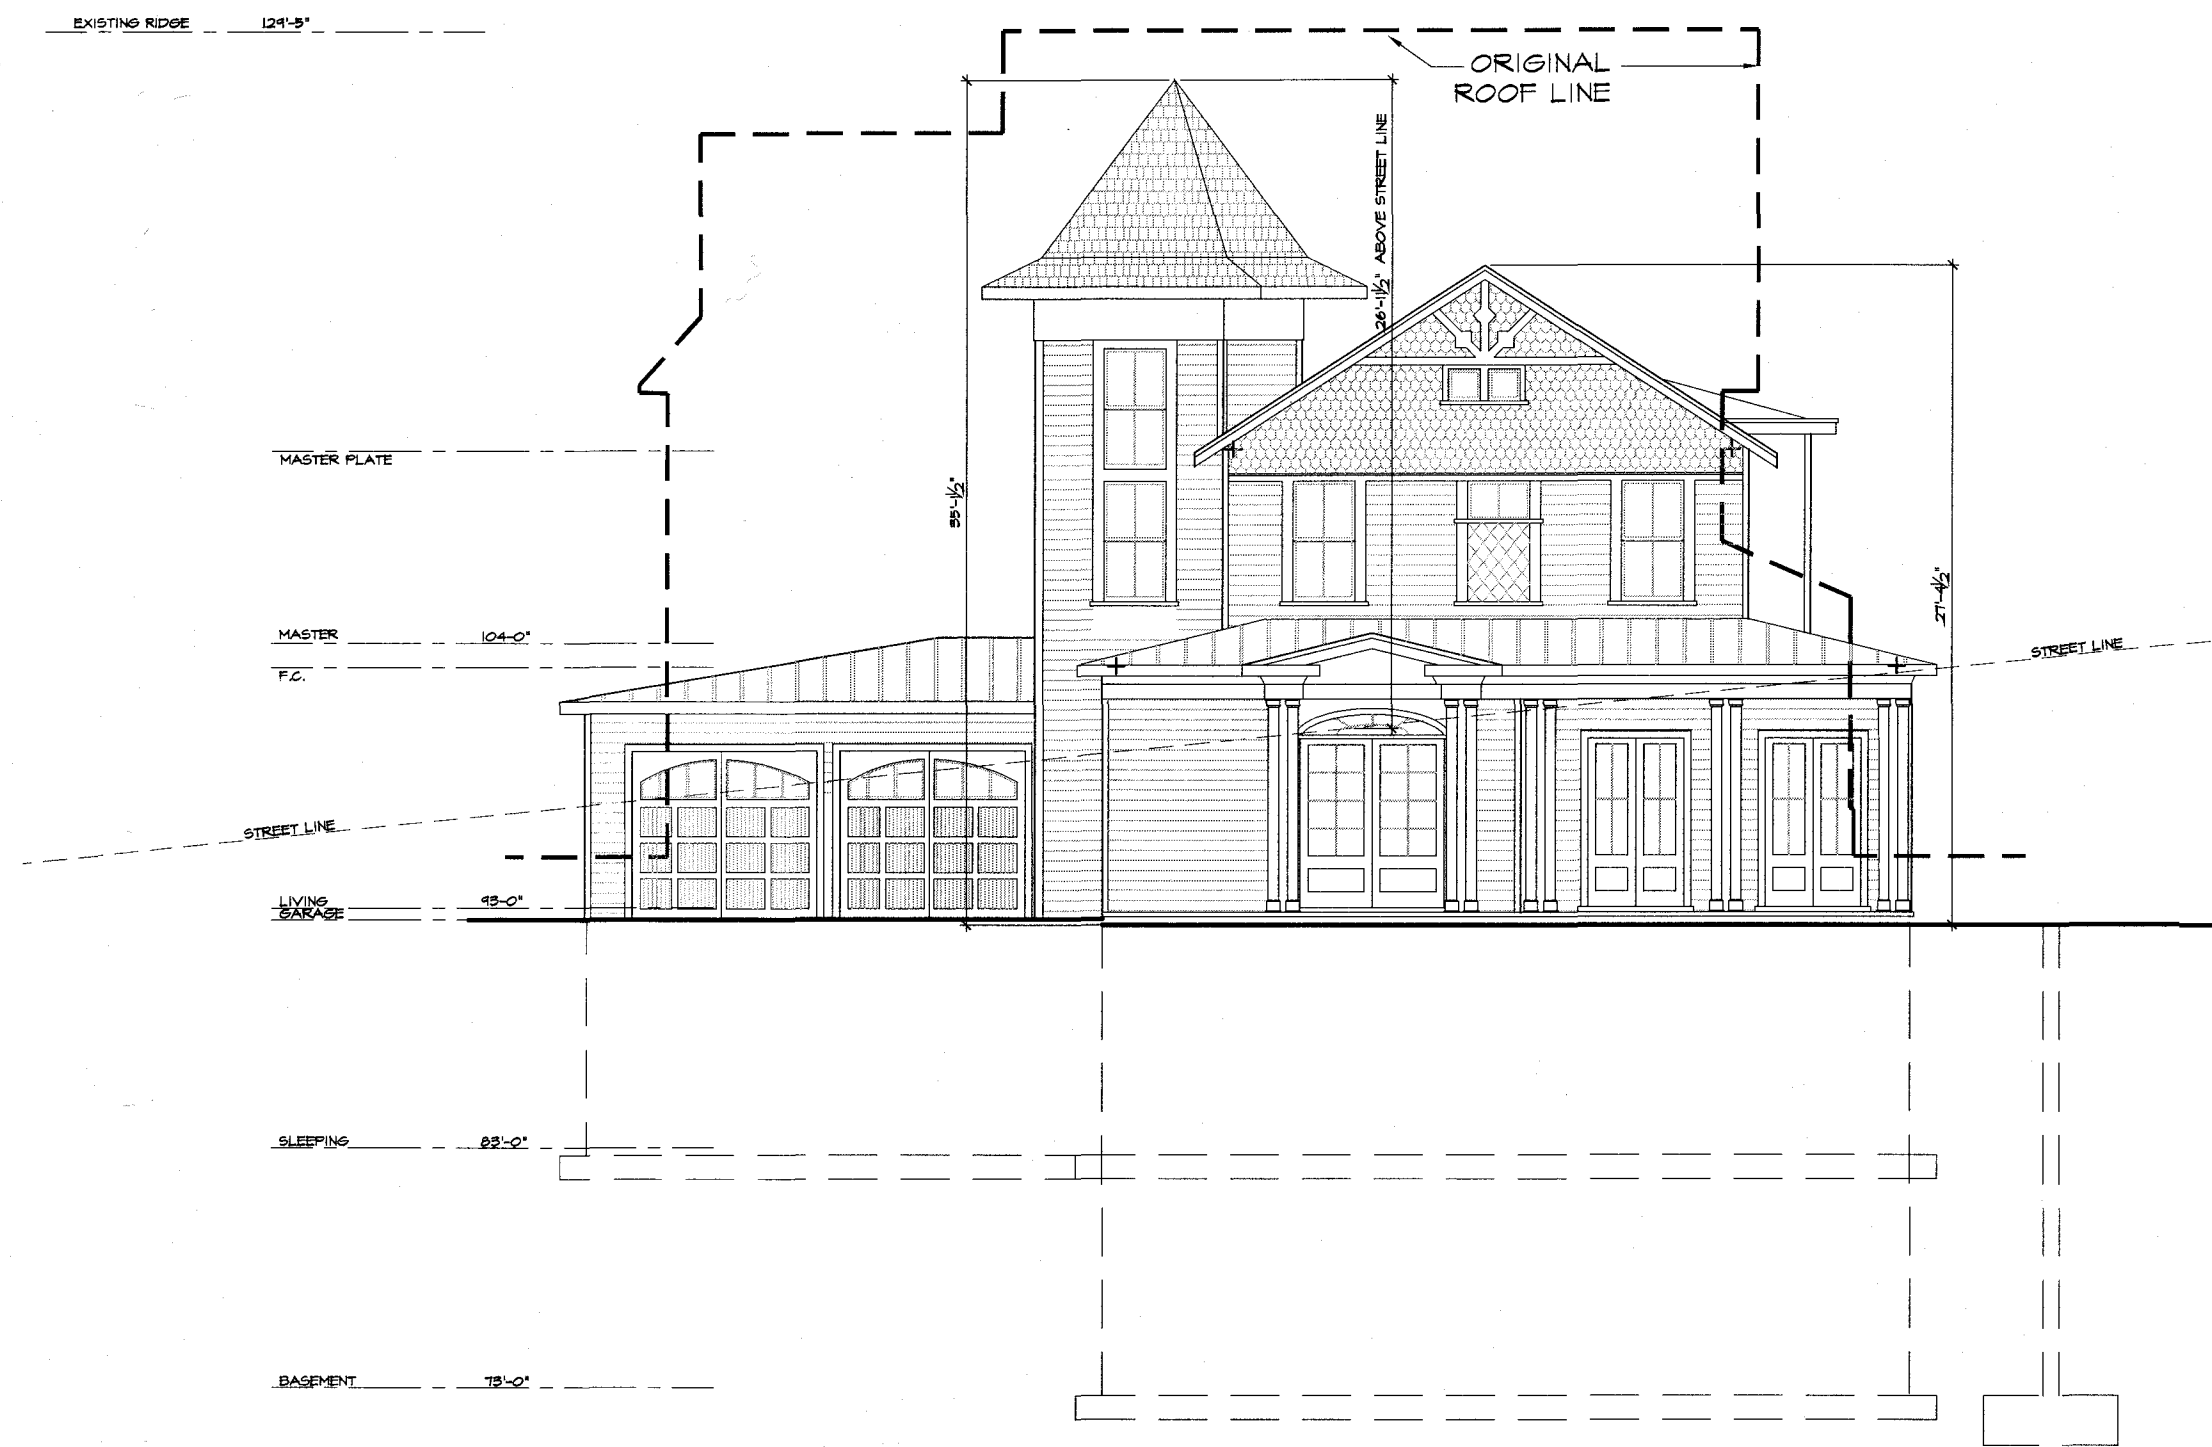 EXISTING RIDGE 129'-5"
ORIGINAL
ROOF LINE
26'-1½" ABOVE STREET LINE
MASTER PLATE
35'-1½"
27'-4½"
MASTER 104'-0"
F.C.
STREET LINE
STREET LINE
LIVING 93'-0"
GARAGE
SLEEPING 83'-0"
BASEMENT 73'-0"